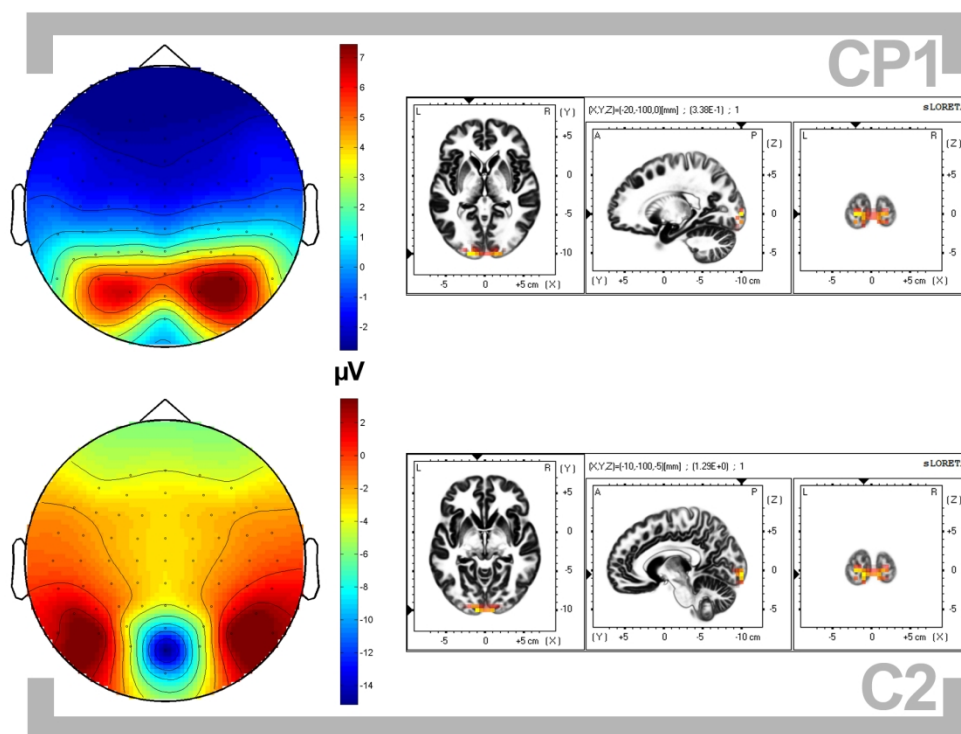 CP1
7
6
5
4
3
2
1
0
-1
-2
(X,Y,Z)=(-20,-100,0)[mm] ; (3.38E-1) ; 1
sLORET
L R (Y)
+5
0
-5
-10
-5 0 +5 cm (X)
A P (Z)
+5
0
-5
(Y) +5 0 -5 -10 cm
L R (Z)
+5
0
-5
-5 0 +5 cm (X)
µV
2
0
-2
-4
-6
-8
-10
-12
-14
(X,Y,Z)=(-10,-100,-5)[mm] ; (1.29E+0) ; 1
sLORET
L R (Y)
+5
0
-5
-10
-5 0 +5 cm (X)
A P (Z)
+5
0
-5
(Y) +5 0 -5 -10 cm
L R (Z)
+5
0
-5
-5 0 +5 cm (X)
C2